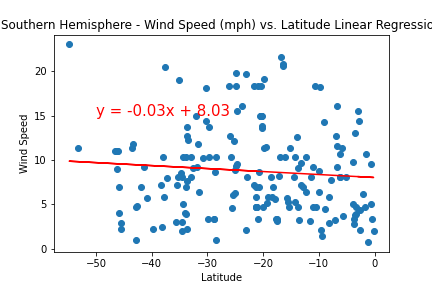 Southern Hemisphere - Wind Speed (mph) vs. Latitude Linear Regressio
20
15
10
5
0
y = -0.03x + 8.03
Wind Speed
−50
−40
−30
−20
−10
0
Latitude